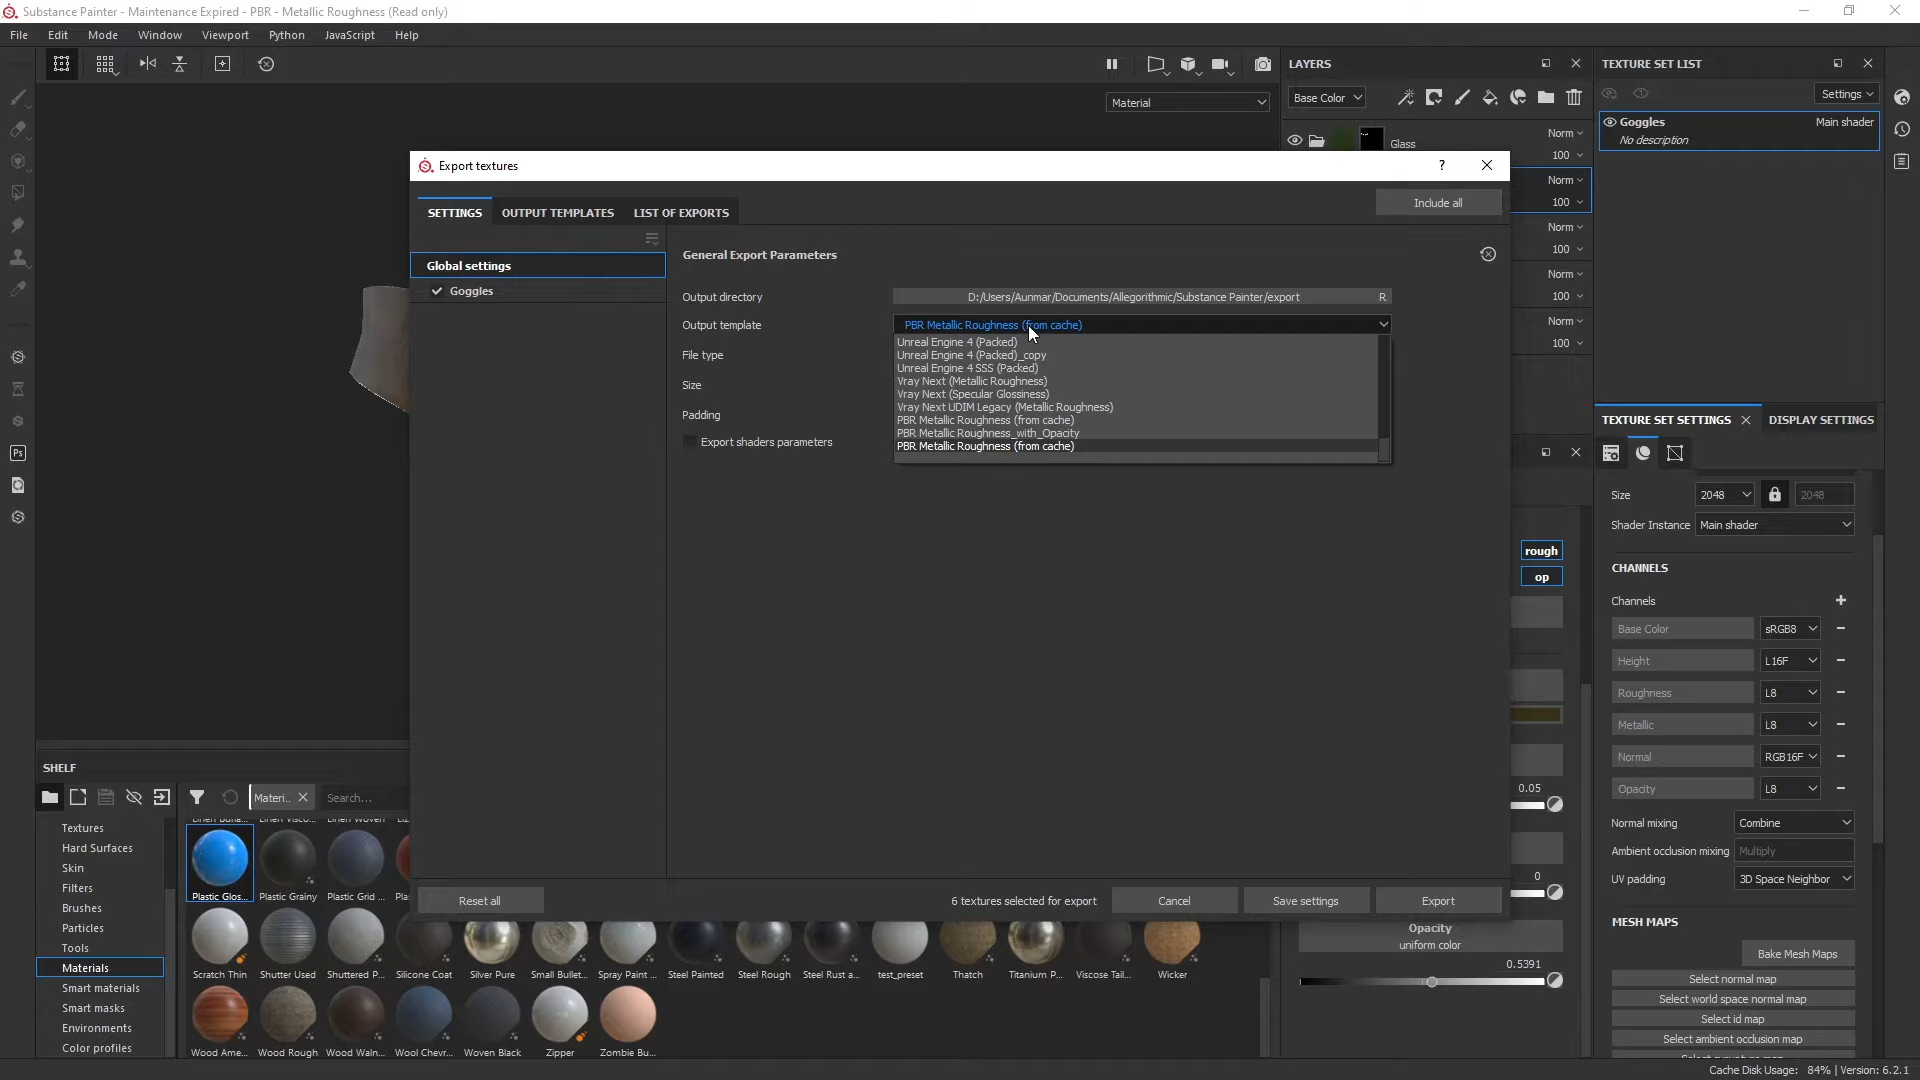 Substance Painter - Maintenance Expired - PBR - Metallic Roughness (Read only)
File Edit Mode Window Viewport Python JavaScript Help
Material
LAYERS
Base Color
Glass
Norm
100
Norm
100
Norm
100
Norm
100
Norm
100
TEXTURE SET LIST
Settings
Goggles Main shader
No description
Export textures
?
SETTINGS OUTPUT TEMPLATES LIST OF EXPORTS
Include all
Global settings
Goggles
General Export Parameters
Output directory D:/Users/Aunmar/Documents/Allegorithmic/Substance Painter/export R
Output template PBR Metallic Roughness (from cache)
File type
Size
Padding
Export shaders parameters
Unreal Engine 4 (Packed)
Unreal Engine 4 (Packed)_copy
Unreal Engine 4 SSS (Packed)
Vray Next (Metallic Roughness)
Vray Next (Specular Glossiness)
Vray Next UDIM Legacy (Metallic Roughness)
PBR Metallic Roughness (from cache)
PBR Metallic Roughness_with_Opacity
PBR Metallic Roughness (from cache)
Reset all
6 textures selected for export
Cancel
Save settings
Export
rough
op
0.05
0
Opacity
uniform color
0.5391
TEXTURE SET SETTINGS DISPLAY SETTINGS
Size 2048 2048
Shader Instance Main shader
CHANNELS
Channels
Base Color sRGB8
Height L16F
Roughness L8
Metallic L8
Normal RGB16F
Opacity L8
Normal mixing Combine
Ambient occlusion mixing Multiply
UV padding 3D Space Neighbor
MESH MAPS
Bake Mesh Maps
Select normal map
Select world space normal map
Select id map
Select ambient occlusion map
Ps
SHELF
Materi..
Search...
Textures
Hard Surfaces
Skin
Filters
Brushes
Particles
Tools
Materials
Smart materials
Smart masks
Environments
Color profiles
Plastic Glos... Plastic Grainy Plastic Grid ...
Scratch Thin Shutter Used Shuttered P... Silicone Coat Silver Pure Small Bullet... Spray Paint ... Steel Painted Steel Rough Steel Rust a... test_preset Thatch Titanium P... Viscose Tail... Wicker
Wood Ame... Wood Rough Wood Waln... Wool Chevr... Woven Black Zipper Zombie Bu...
Cache Disk Usage: 84% | Version: 6.2.1